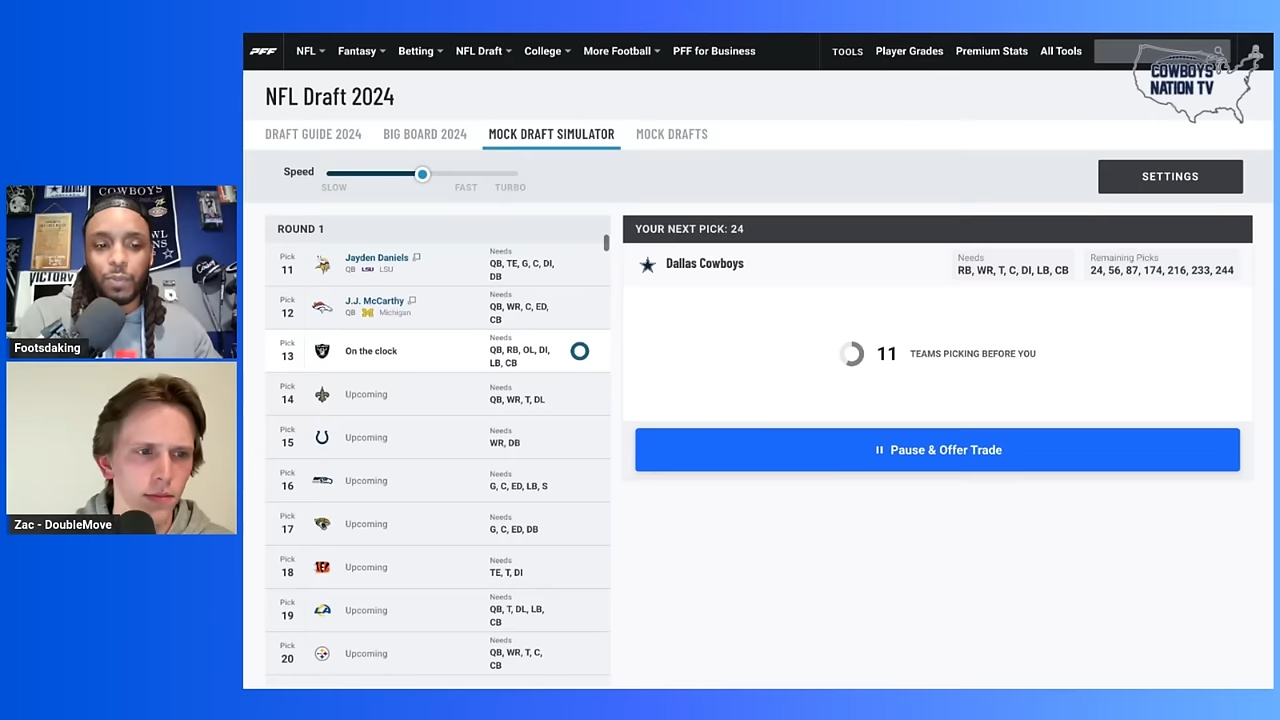 PFF NFL Fantasy Betting NFL Draft College More Football PFF for Business TOOLS Player Grades Premium Stats All Tools
COWBOYS
NATION TV
NFL Draft 2024
DRAFT GUIDE 2024 BIG BOARD 2024 MOCK DRAFT SIMULATOR MOCK DRAFTS
Speed
SLOW FAST TURBO
SETTINGS
ROUND 1
Pick
11
Jayden Daniels
QB LSU LSU
Needs
QB, TE, G, C, DI,
DB
Pick
12
J.J. McCarthy
QB M Michigan
Needs
QB, WR, C, ED,
CB
Pick
13
On the clock
Needs
QB, RB, OL, DI,
LB, CB
Pick
14
Upcoming
Needs
QB, WR, T, DL
Pick
15
Upcoming
Needs
WR, DB
Pick
16
Upcoming
Needs
G, C, ED, LB, S
Pick
17
Upcoming
Needs
G, C, ED, DB
Pick
18
Upcoming
Needs
TE, T, DI
Pick
19
Upcoming
Needs
QB, T, DL, LB,
CB
Pick
20
Upcoming
Needs
QB, WR, T, C,
CB
YOUR NEXT PICK: 24
Dallas Cowboys
Needs
RB, WR, T, C, DI, LB, CB
Remaining Picks
24, 56, 87, 174, 216, 233, 244
11 TEAMS PICKING BEFORE YOU
Pause & Offer Trade
COWBOYS
VICTORY
Footsdaking
Zac - DoubleMove